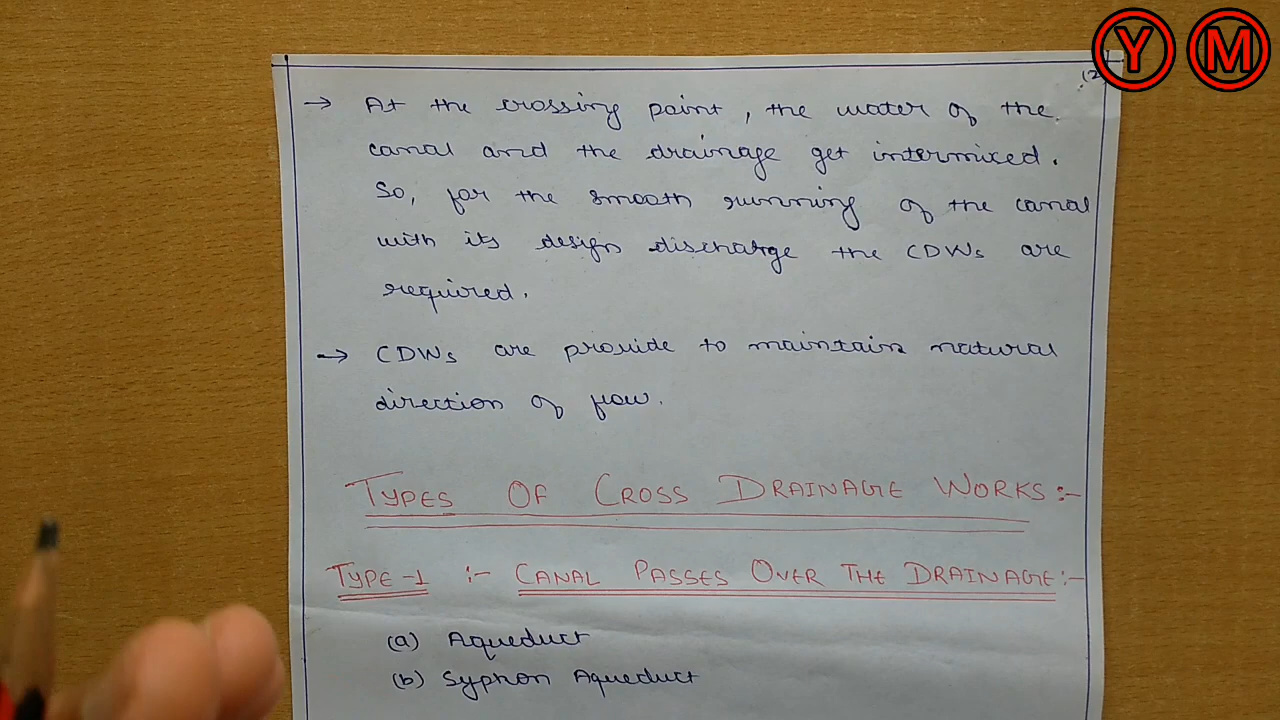 Y M
(2)
→ At the crossing point, the water of the
canal and the drainage get intermixed.
So, for the smooth running of the canal
with its design discharge the CDWs are
required.
→ CDWs are provide to maintain natural
direction of flow.
TYPES OF CROSS DRAINAGE WORKS:-
TYPE-1 :- CANAL PASSES OVER THE DRAINAGE:-
(a) Aqueduct
(b) Syphon Aqueduct